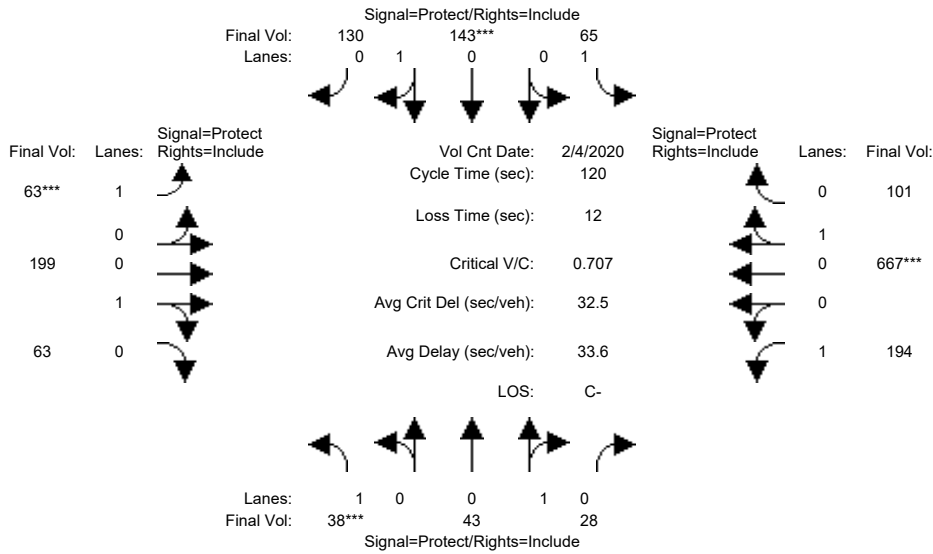 Signal=Protect/Rights=Include
Final Vol: 130 143*** 65
Lanes: 0 1 0 0 1
Signal=Protect
Final Vol: Lanes: Rights=Include
Vol Cnt Date: 2/4/2020
Signal=Protect
Rights=Include Lanes: Final Vol:
Cycle Time (sec): 120
63*** 1
0 101
Loss Time (sec): 12
0
1
199 0
Critical V/C: 0.707
0 667***
1
Avg Crit Del (sec/veh): 32.5
0
63 0
Avg Delay (sec/veh): 33.6
1 194
LOS: C-
Lanes: 1 0 0 1 0
Final Vol: 38*** 43 28
Signal=Protect/Rights=Include